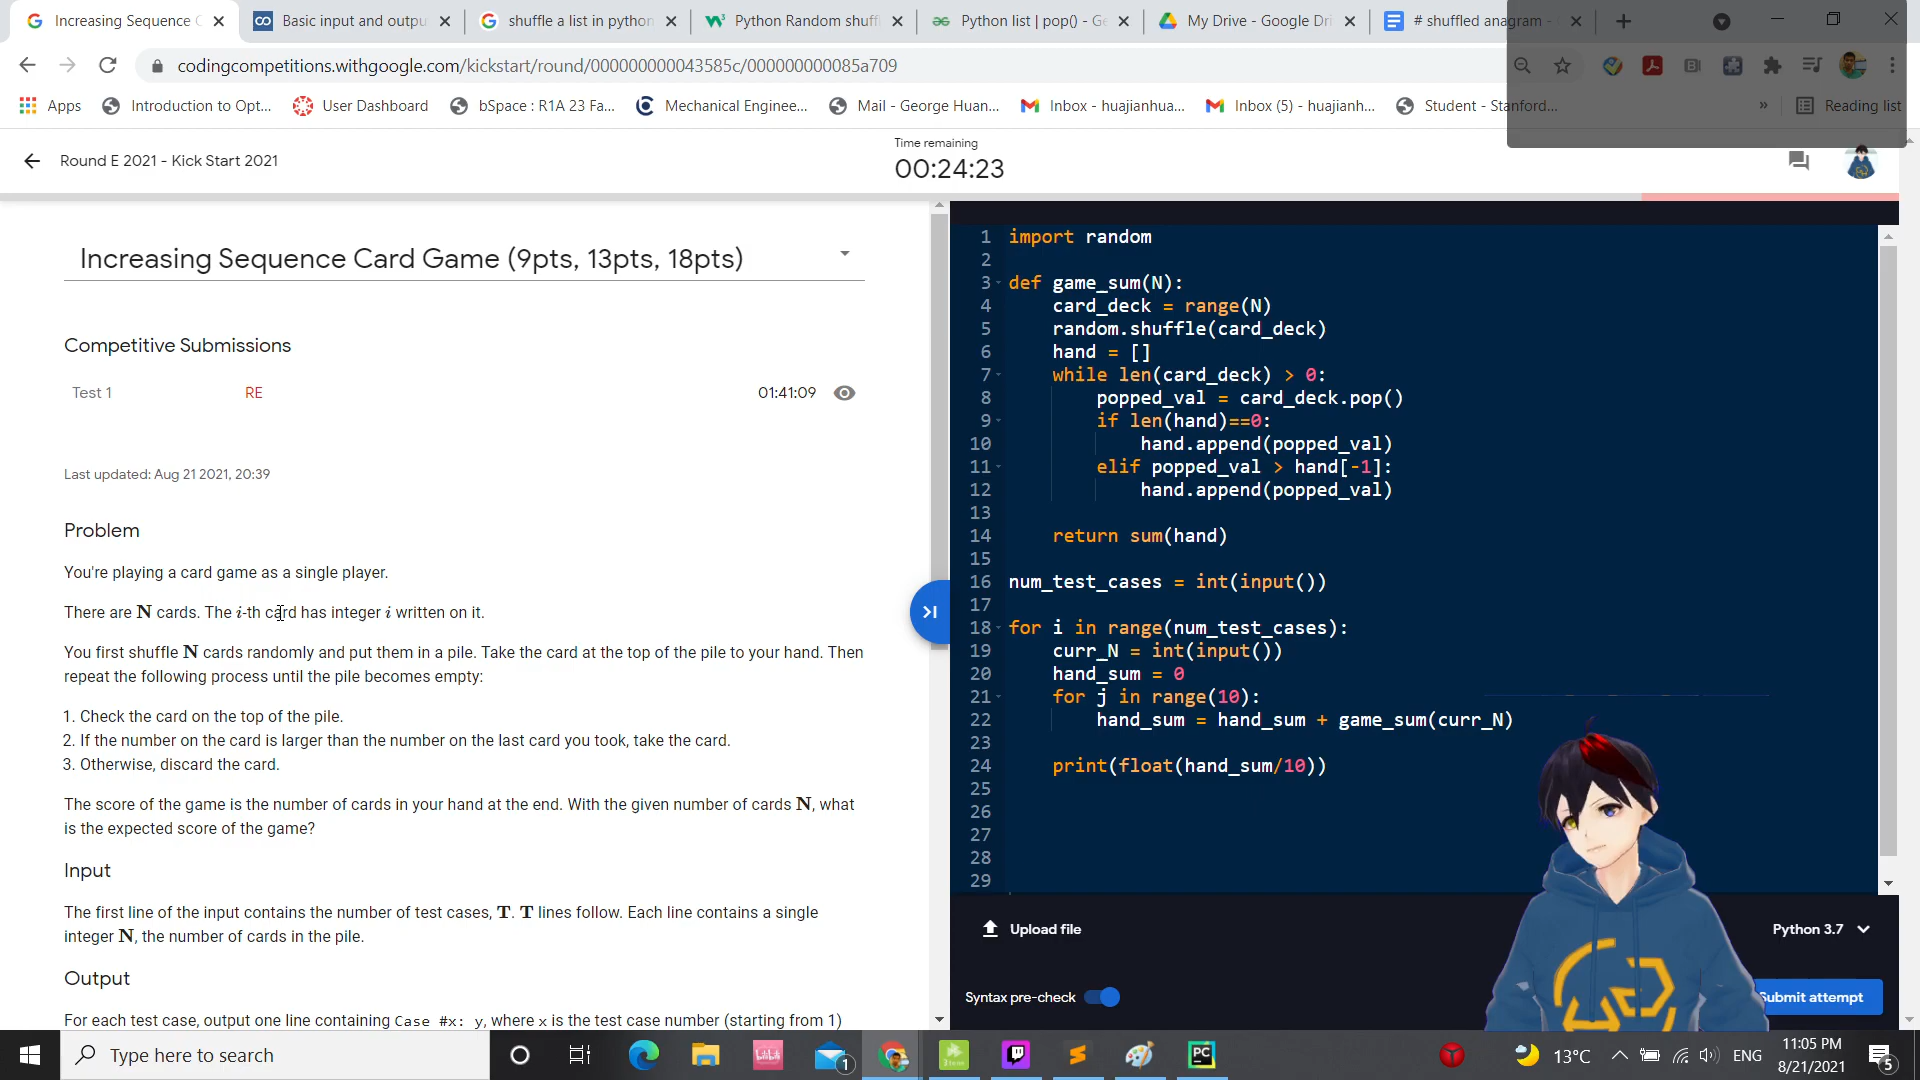 Increasing Sequence C
Basic input and outpu
shuffle a list in python
Python Random shuff
Python list | pop() - Ge
My Drive - Google Dri
# shuffled anagram -
codingcompetitions.withgoogle.com/kickstart/round/000000000043585c/000000000085a709
Apps
Introduction to Opt...
User Dashboard
bSpace : R1A 23 Fa...
Mechanical Enginee...
Mail - George Huan...
Inbox - huajianhua...
Inbox (5) - huajianh...
Student - Stanford...
»
Reading list
Round E 2021 - Kick Start 2021
Time remaining
00:24:23
Increasing Sequence Card Game (9pts, 13pts, 18pts)
Competitive Submissions
Test 1 RE 01:41:09
Last updated: Aug 21 2021, 20:39
Problem
You're playing a card game as a single player.
There are N cards. The i-th card has integer i written on it.
You first shuffle N cards randomly and put them in a pile. Take the card at the top of the pile to your hand. Then
repeat the following process until the pile becomes empty:
1. Check the card on the top of the pile.
2. If the number on the card is larger than the number on the last card you took, take the card.
3. Otherwise, discard the card.
The score of the game is the number of cards in your hand at the end. With the given number of cards N, what
is the expected score of the game?
Input
The first line of the input contains the number of test cases, T. T lines follow. Each line contains a single
integer N, the number of cards in the pile.
Output
For each test case, output one line containing Case #x: y, where x is the test case number (starting from 1)
1 import random
2
3 def game_sum(N):
4 card_deck = range(N)
5 random.shuffle(card_deck)
6 hand = []
7 while len(card_deck) > 0:
8 popped_val = card_deck.pop()
9 if len(hand)==0:
10 hand.append(popped_val)
11 elif popped_val > hand[-1]:
12 hand.append(popped_val)
13
14 return sum(hand)
15
16 num_test_cases = int(input())
17
18 for i in range(num_test_cases):
19 curr_N = int(input())
20 hand_sum = 0
21 for j in range(10):
22 hand_sum = hand_sum + game_sum(curr_N)
23
24 print(float(hand_sum/10))
25
26
27
28
29
Upload file
Python 3.7
Syntax pre-check
Submit attempt
Type here to search
1
PC
13°C
ENG
11:05 PM
8/21/2021
5